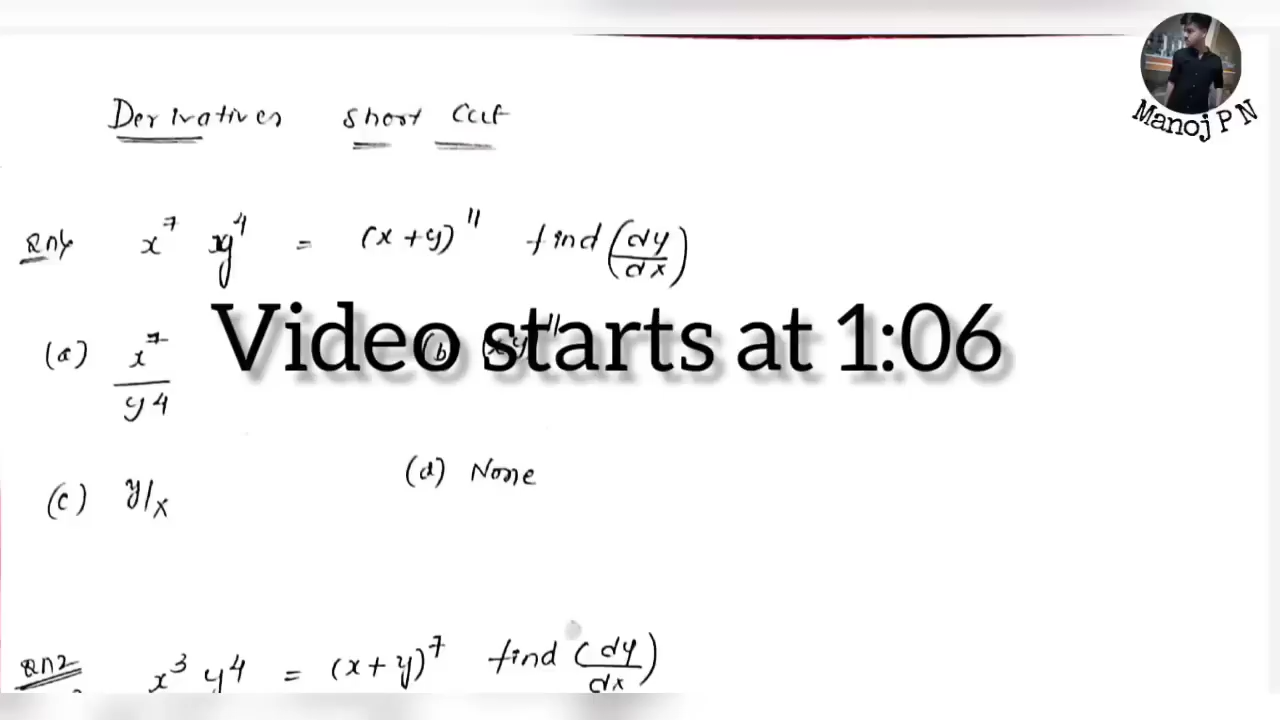 Manoj P N
Derivatives short cut
Qn1 x⁷ y⁴ = (x+y)¹¹ find (dy/dx)
Video starts at 1:06
(a) x⁷/y4 (b)
(c) y/x (d) None
Qn2 x³ y⁴ = (x+y)⁷ find (dy/dx)